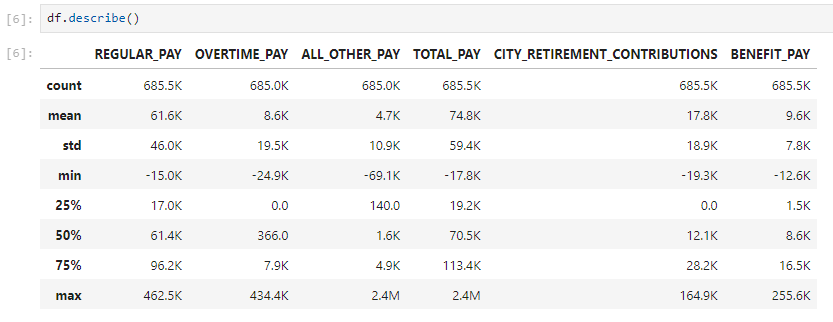 [6]: df.describe()
[6]: REGULAR_PAY OVERTIME_PAY ALL_OTHER_PAY TOTAL_PAY CITY_RETIREMENT_CONTRIBUTIONS BENEFIT_PAY
count 685.5K 685.0K 685.0K 685.5K 685.5K 685.5K
mean 61.6K 8.6K 4.7K 74.8K 17.8K 9.6K
std 46.0K 19.5K 10.9K 59.4K 18.9K 7.8K
min -15.0K -24.9K -69.1K -17.8K -19.3K -12.6K
25% 17.0K 0.0 140.0 19.2K 0.0 1.5K
50% 61.4K 366.0 1.6K 70.5K 12.1K 8.6K
75% 96.2K 7.9K 4.9K 113.4K 28.2K 16.5K
max 462.5K 434.4K 2.4M 2.4M 164.9K 255.6K